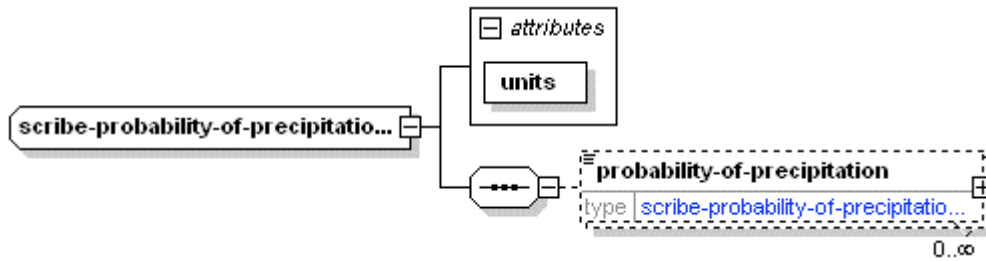 attributes
units
scribe-probability-of-precipitatio...
probability-of-precipitation
type scribe-probability-of-precipitatio...
0..∞